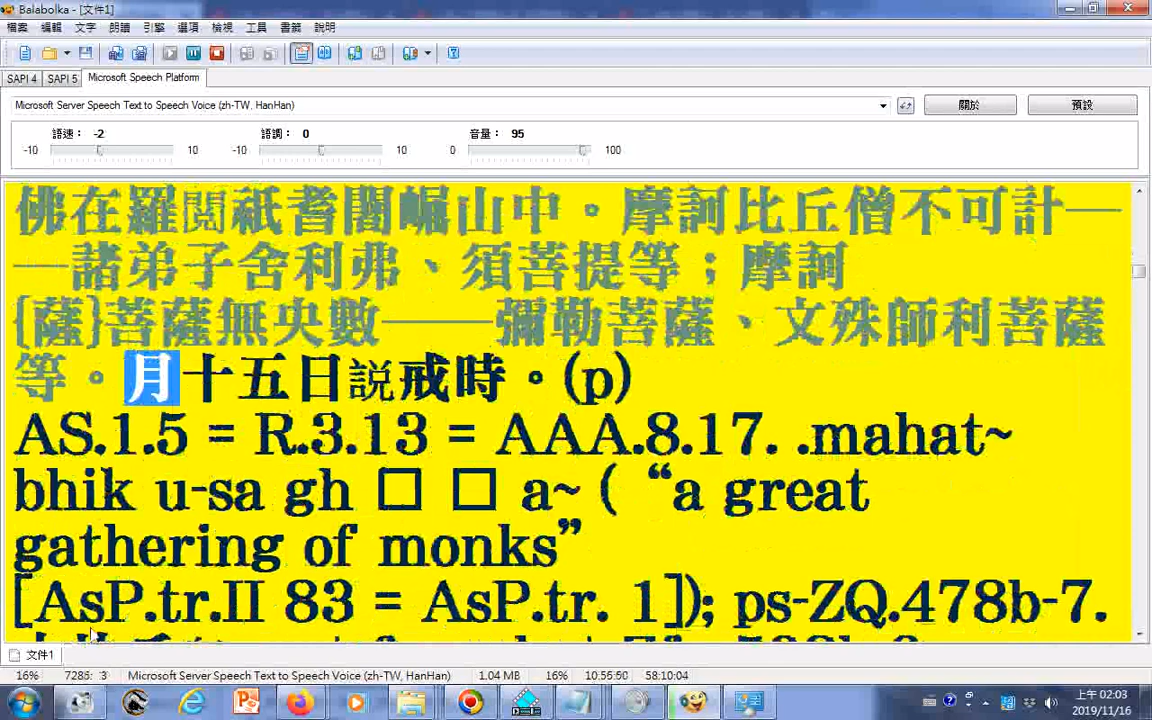 Balabolka - [文件1]
檔案 編輯 文字 朗讀 引擎 選項 檢視 工具 書籤 說明
SAPI 4 SAPI 5 Microsoft Speech Platform
Microsoft Server Speech Text to Speech Voice (zh-TW, HanHan)
關於
預設
語速： -2 語調： 0 音量： 95
-10 10 -10 10 0 100
佛在羅閱祇耆闍崛山中。摩訶比丘僧不可計—
—諸弟子舍利弗、須菩提等；摩訶
{薩}菩薩無央數——彌勒菩薩、文殊師利菩薩
等。月十五日説戒時。(p)
AS.1.5 = R.3.13 = AAA.8.17. .mahat~
bhik u-sa gh □ □ a~ (“a great
gathering of monks”
[AsP.tr.II 83 = AsP.tr. 1]); ps-ZQ.478b-7.
文件1
16% 7285: 3 Microsoft Server Speech Text to Speech Voice (zh-TW, HanHan) 1.04 MB 16% 10:55:50 58:10:04
上午 02:03
2019/11/16